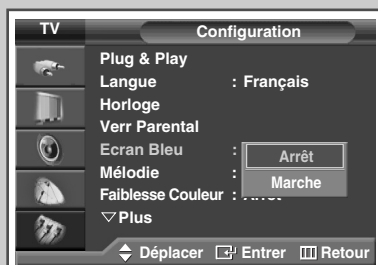 TV
Configuration
Plug & Play
Langue : Français
Horloge
Verr Parental
Ecran Bleu :
Arrêt
Mélodie :
Marche
Faiblesse Couleur :
▽Plus
Déplacer Entrer Retour